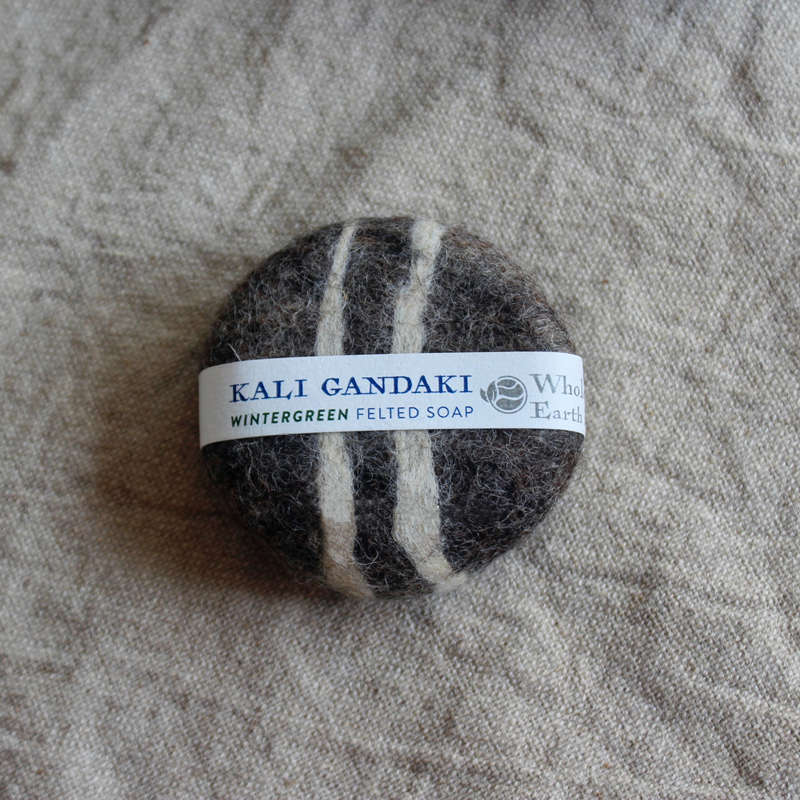 KALI GANDAKI
WINTERGREEN FELTED SOAP
Whol
Earth